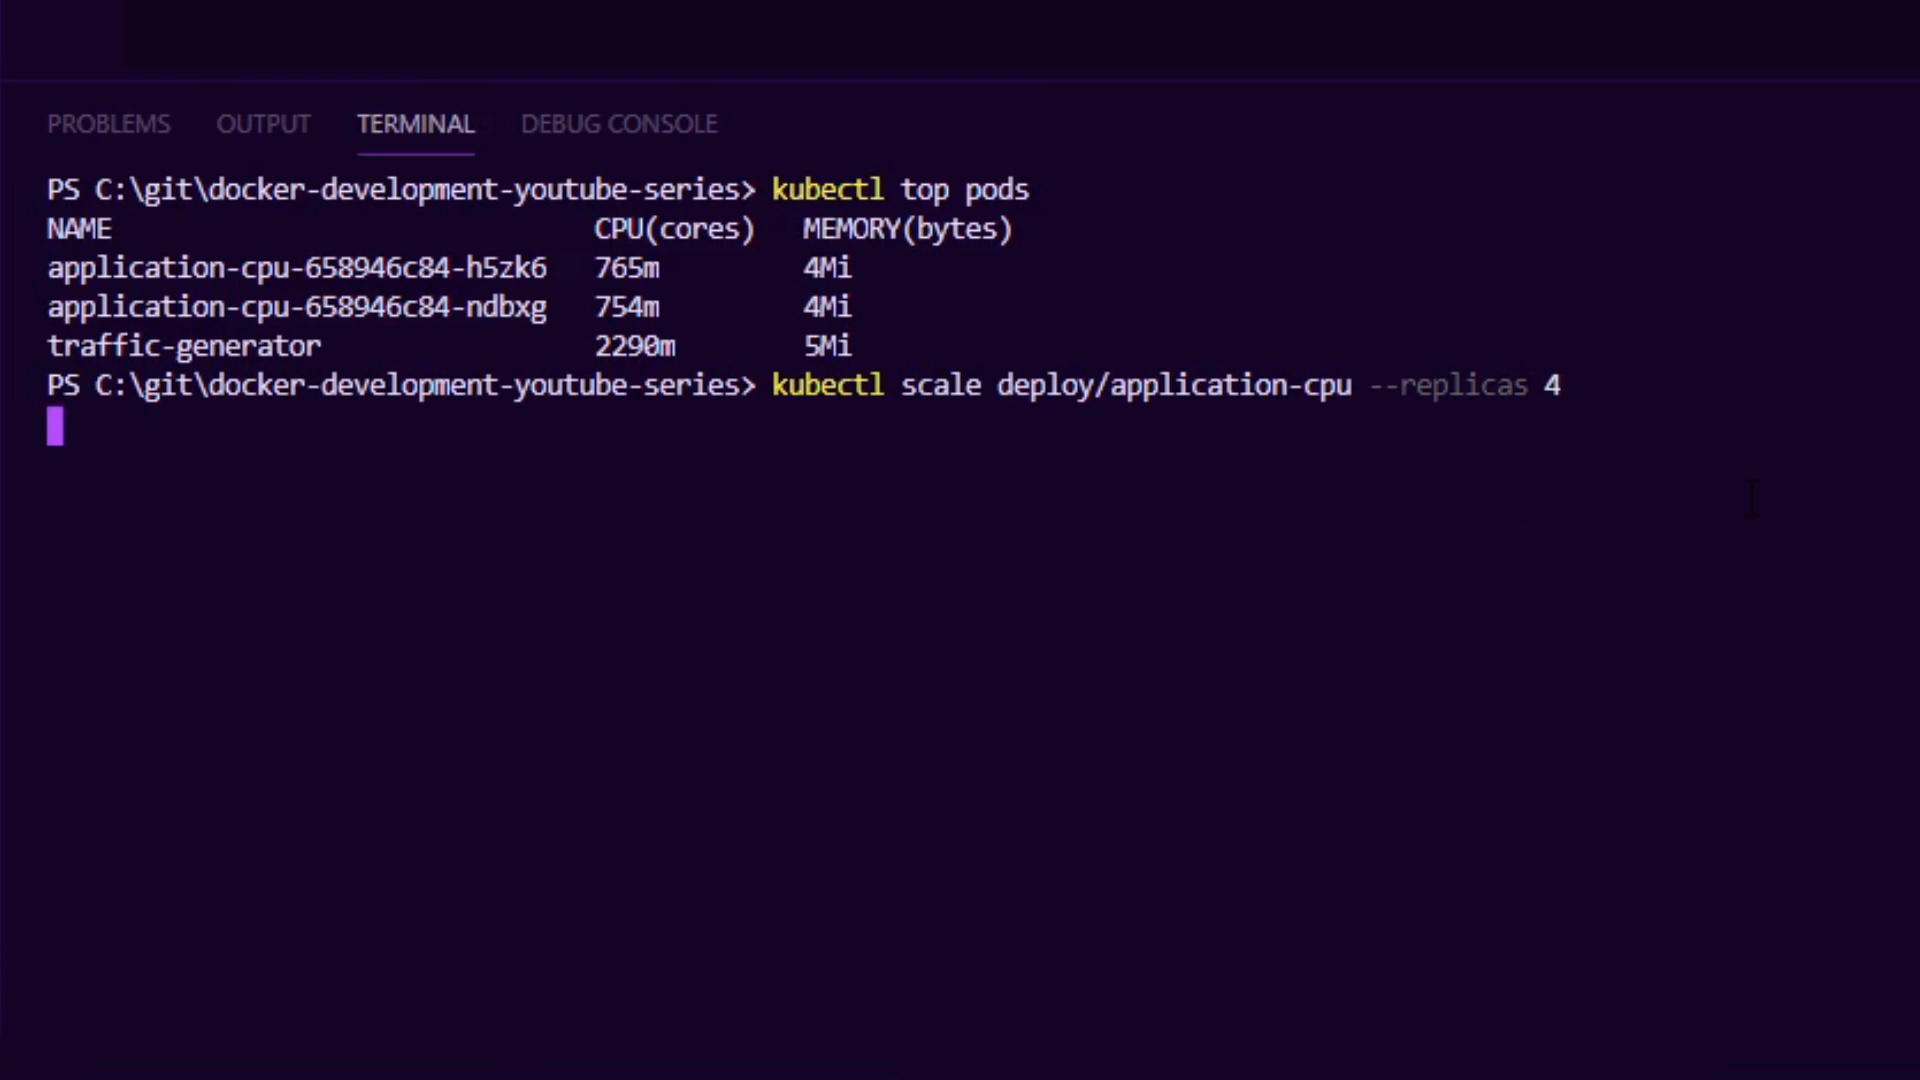 PROBLEMS OUTPUT TERMINAL DEBUG CONSOLE
PS C:\git\docker-development-youtube-series> kubectl top pods
NAME CPU(cores) MEMORY(bytes)
application-cpu-658946c84-h5zk6 765m 4Mi
application-cpu-658946c84-ndbxg 754m 4Mi
traffic-generator 2290m 5Mi
PS C:\git\docker-development-youtube-series> kubectl scale deploy/application-cpu --replicas 4